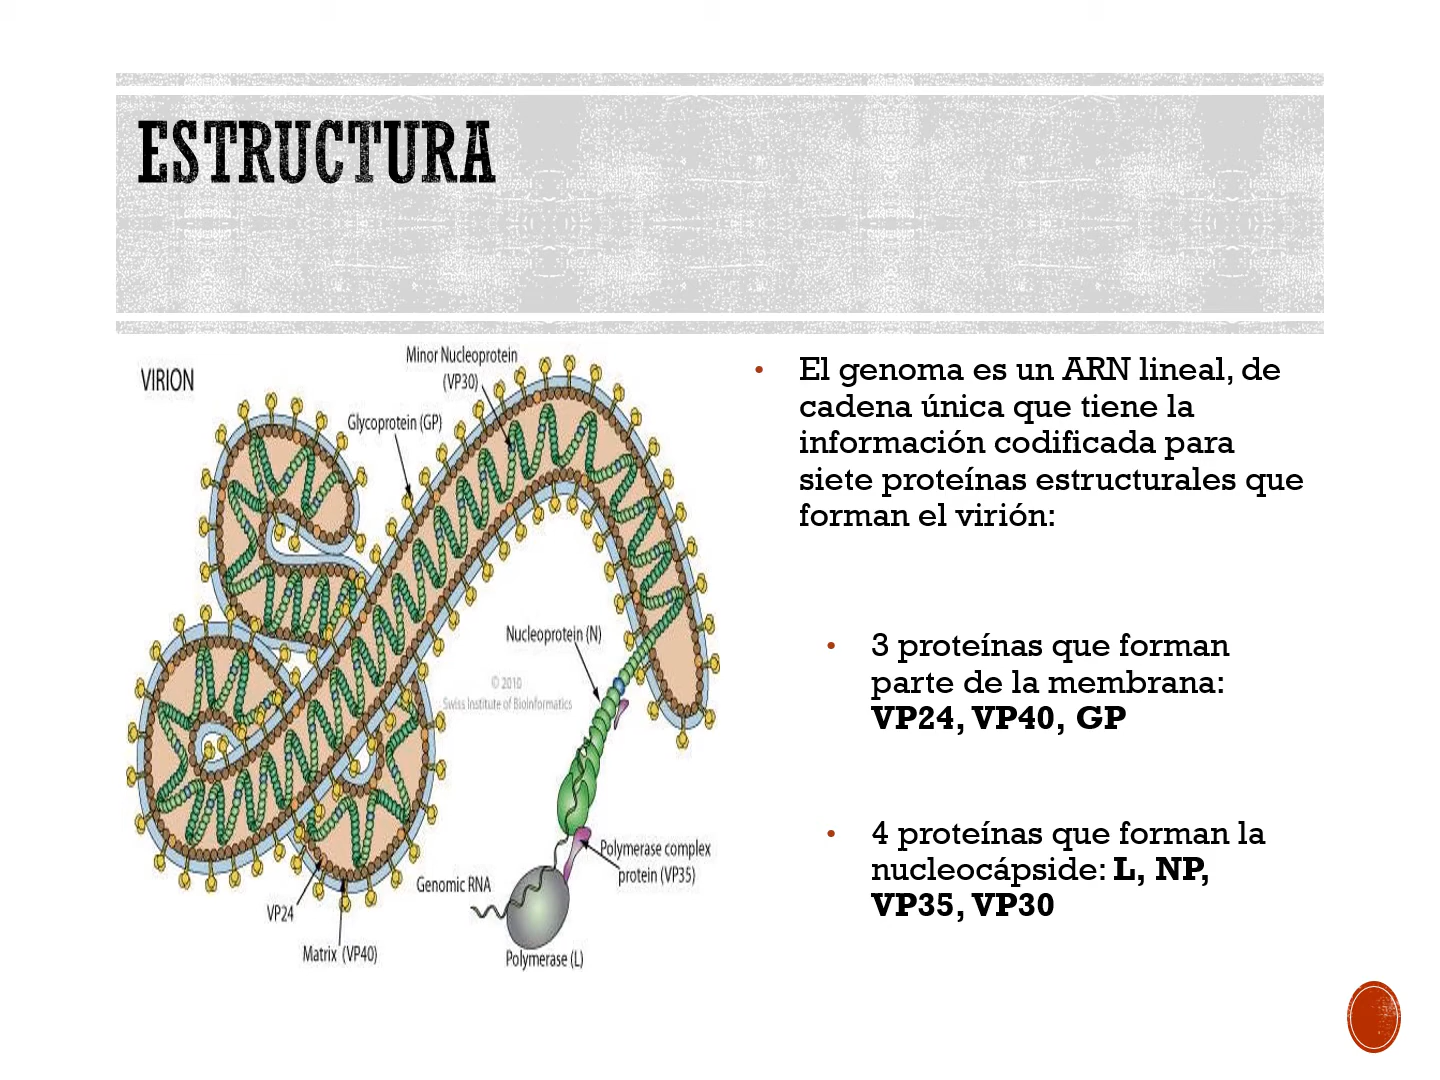 ESTRUCTURA
VIRION
Minor Nucleoprotein
(VP30)
Glycoprotein (GP)
Nucleoprotein (N)
© 2010
Swiss Institute of Bioinformatics
Polymerase complex
protein (VP35)
Genomic RNA
VP24
Matrix (VP40)
Polymerase (L)
• El genoma es un ARN lineal, de
cadena única que tiene la
información codificada para
siete proteínas estructurales que
forman el virión:
• 3 proteínas que forman
parte de la membrana:
VP24, VP40, GP
• 4 proteínas que forman la
nucleocápside: L, NP,
VP35, VP30